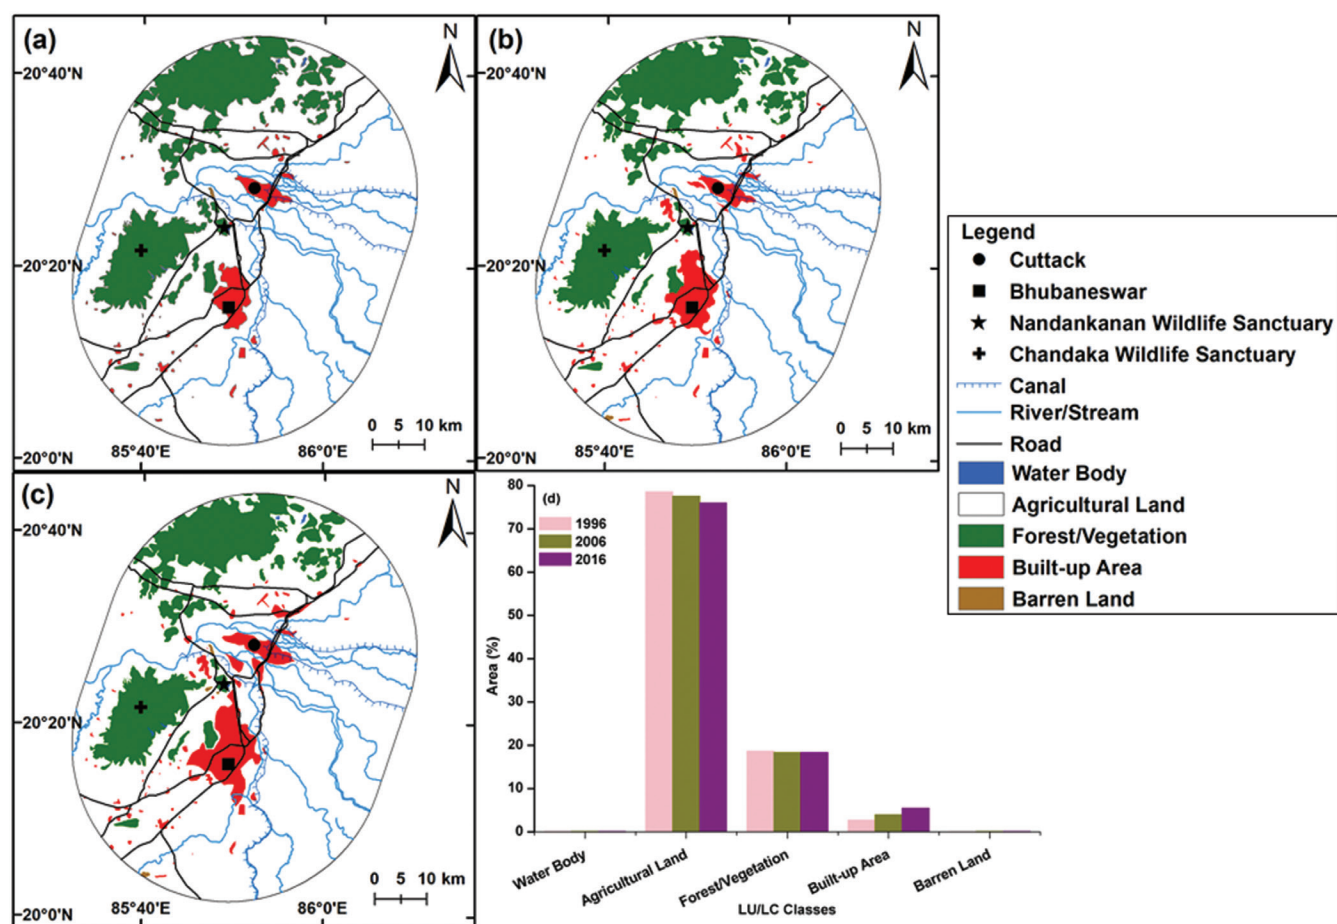 (a)
N
20°40'N
20°20'N
20°0'N
85°40'E
86°0'E
0 5 10 km
(b)
N
20°40'N
20°20'N
20°0'N
85°40'E
86°0'E
0 5 10 km
(c)
N
20°40'N
20°20'N
20°0'N
85°40'E
86°0'E
0 5 10 km
(d)
1996
2006
2016
80
70
60
50
40
30
20
10
0
Area (%)
Water Body
Agricultural Land
Forest/Vegetation
Built-up Area
Barren Land
LU/LC Classes
Legend
Cuttack
Bhubaneswar
Nandankanan Wildlife Sanctuary
Chandaka Wildlife Sanctuary
Canal
River/Stream
Road
Water Body
Agricultural Land
Forest/Vegetation
Built-up Area
Barren Land